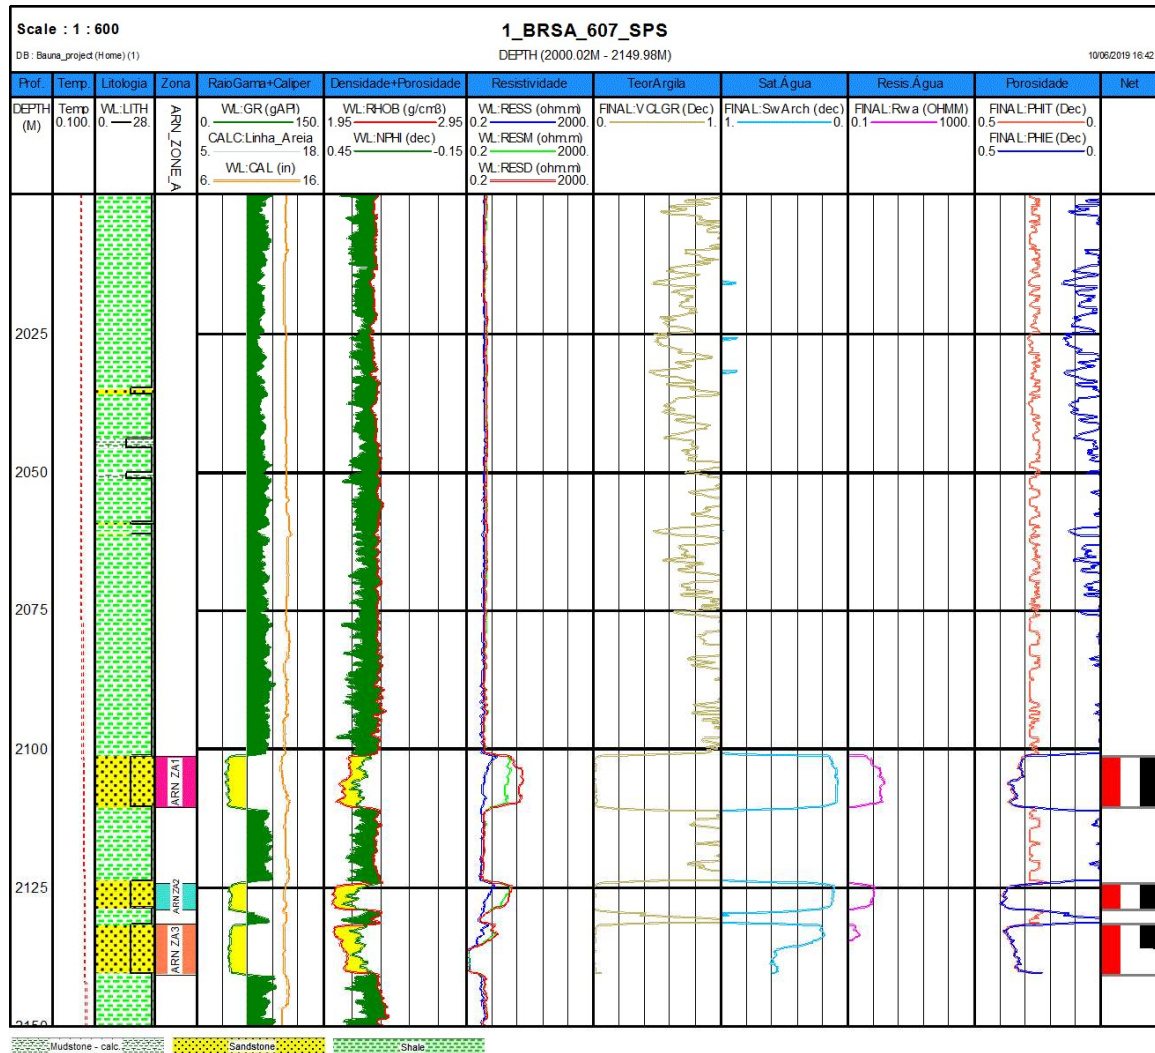 Scale : 1 : 600
1_BRSA_607_SPS
DB : Bauna_project (Home) (1)
DEPTH (2000.02M - 2149.98M)
10/06/2019 16:42
Prof. Temp. Litologia Zona RaioGama+Caliper Densidade+Porosidade Resistividade TeorArgila Sat.Água Resis.Água Porosidade Net
DEPTH (M)
Temp
0. 100.
WL:LITH
0. 28.
ARN_ZONE_A
WL:GR (gAPI)
0. 150.
CALC:Linha_Areia
5. 18.
WL:CAL (in)
6. 16.
WL:RHOB (g/cm3)
1.95 2.95
WL:NPHI (dec)
0.45 -0.15
WL:RESS (ohm.m)
0.2 2000.
WL:RESM (ohm.m)
0.2 2000.
WL:RESD (ohm.m)
0.2 2000.
FINAL:VCLGR (Dec)
0. 1.
FINAL:SwArch (dec)
1. 0.
FINAL:Rwa (OHMM)
0.1 1000.
FINAL:PHIT (Dec)
0.5 0.
FINAL:PHIE (Dec)
0.5 0.
2025
2050
2075
2100
ARN ZA1
2125
ARN ZA2
ARN ZA3
2150
Mudstone - calc.
Sandstone
Shale